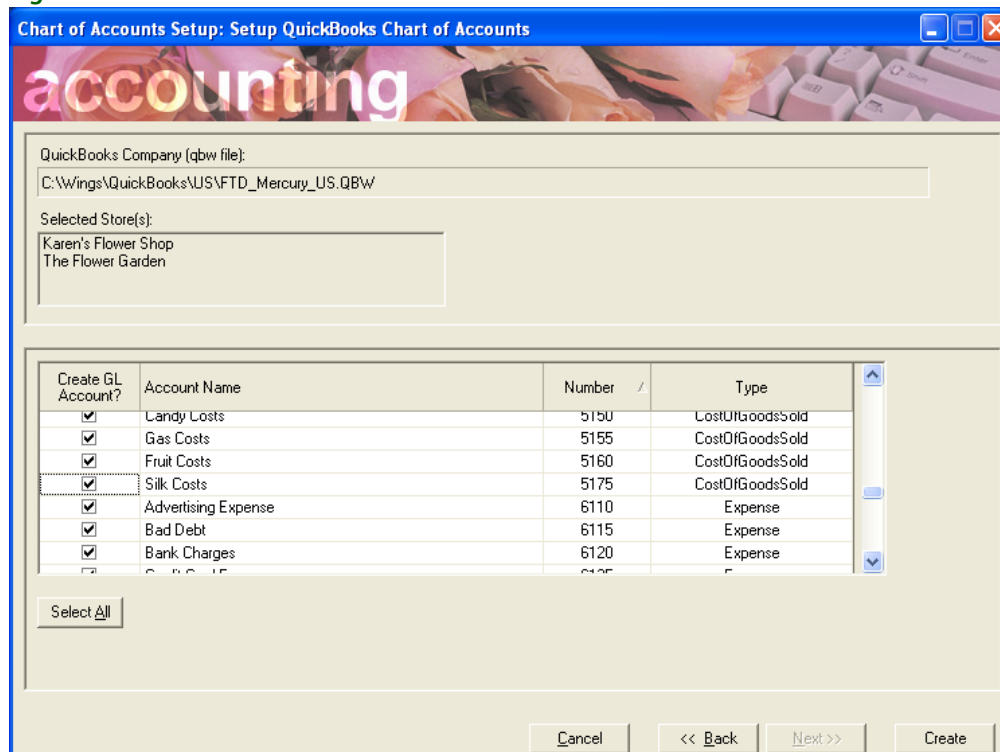 Chart of Accounts Setup: Setup QuickBooks Chart of Accounts
accounting
QuickBooks Company (qbw file):
C:\Wings\QuickBooks\US\FTD_Mercury_US.QBW
Selected Store(s):
Karen's Flower Shop
The Flower Garden
Create GL Account? Account Name Number Type
Candy Costs 5150 CostOfGoodsSold
Gas Costs 5155 CostOfGoodsSold
Fruit Costs 5160 CostOfGoodsSold
Silk Costs 5175 CostOfGoodsSold
Advertising Expense 6110 Expense
Bad Debt 6115 Expense
Bank Charges 6120 Expense
Select All
Cancel << Back Next >> Create